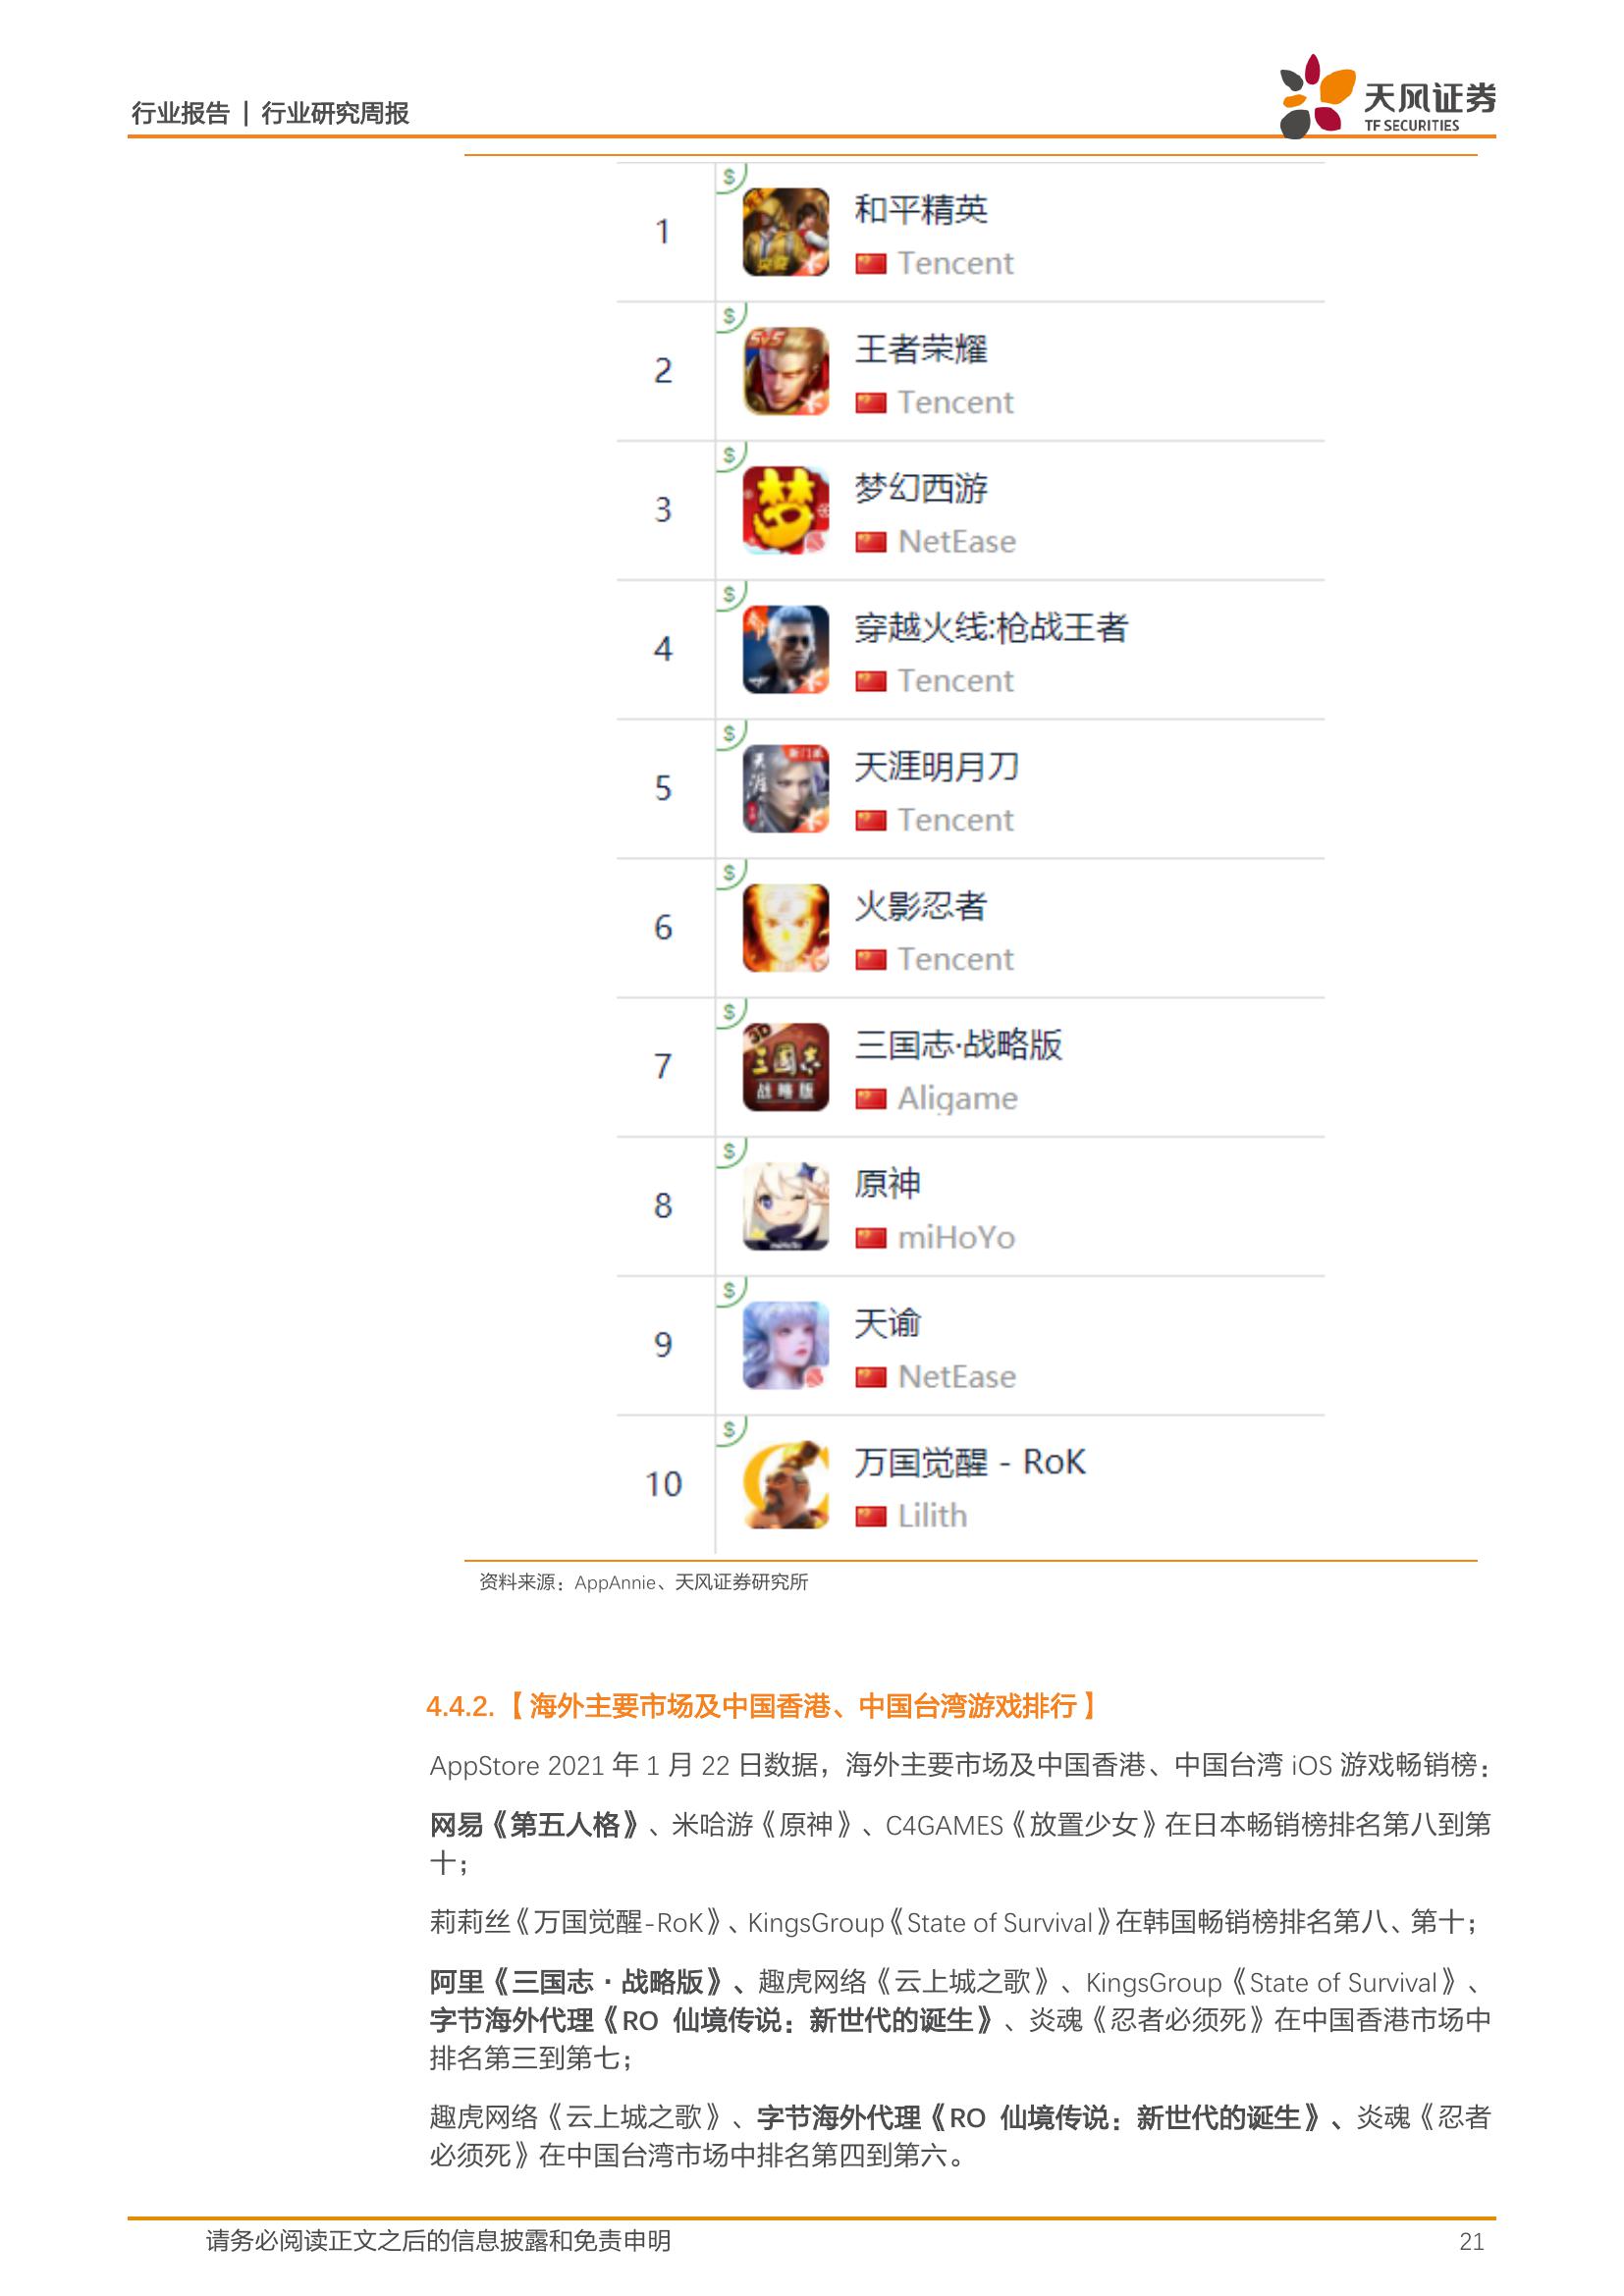 行业报告 | 行业研究周报
天风证券
TF SECURITIES
1
和平精英
Tencent
2
5v5
王者荣耀
Tencent
3
梦
梦幻西游
NetEase
4
穿越火线:枪战王者
Tencent
5
天涯
天涯明月刀
Tencent
6
火影忍者
Tencent
7
3D
三国志
战略版
三国志·战略版
Aligame
8
原神
miHoYo
9
天谕
NetEase
10
万国觉醒 - RoK
Lilith
资料来源：AppAnnie、天风证券研究所
4.4.2.【海外主要市场及中国香港、中国台湾游戏排行】
AppStore 2021 年 1 月 22 日数据，海外主要市场及中国香港、中国台湾 iOS 游戏畅销榜：
网易《第五人格》、米哈游《原神》、C4GAMES《放置少女》在日本畅销榜排名第八到第
十；
莉莉丝《万国觉醒-RoK》、KingsGroup《State of Survival》在韩国畅销榜排名第八、第十；
阿里《三国志·战略版》、趣虎网络《云上城之歌》、KingsGroup《State of Survival》、
字节海外代理《RO 仙境传说：新世代的诞生》、炎魂《忍者必须死》在中国香港市场中
排名第三到第七；
趣虎网络《云上城之歌》、字节海外代理《RO 仙境传说：新世代的诞生》、炎魂《忍者
必须死》在中国台湾市场中排名第四到第六。
请务必阅读正文之后的信息披露和免责申明
21